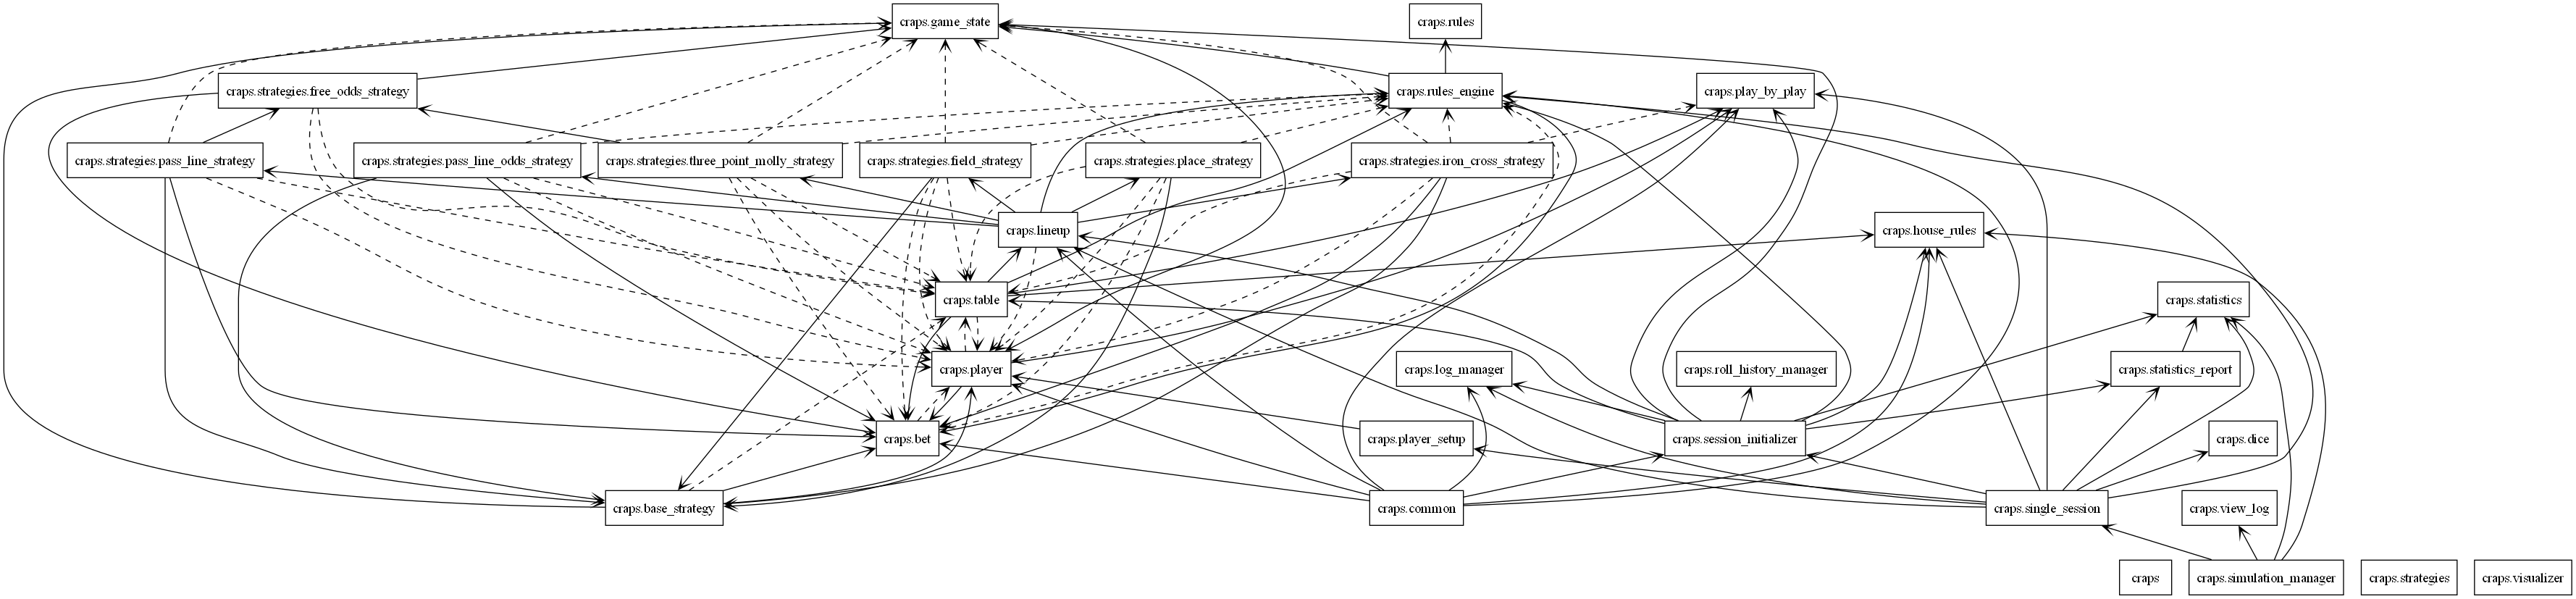 craps.game_state
craps.rules
craps.strategies.free_odds_strategy
craps.rules_engine
craps.play_by_play
craps.strategies.pass_line_strategy
craps.strategies.pass_line_odds_strategy
craps.strategies.three_point_molly_strategy
craps.strategies.field_strategy
craps.strategies.place_strategy
craps.strategies.iron_cross_strategy
craps.lineup
craps.house_rules
craps.table
craps.statistics
craps.player
craps.log_manager
craps.roll_history_manager
craps.statistics_report
craps.bet
craps.player_setup
craps.session_initializer
craps.dice
craps.base_strategy
craps.common
craps.single_session
craps.view_log
craps
craps.simulation_manager
craps.strategies
craps.visualizer